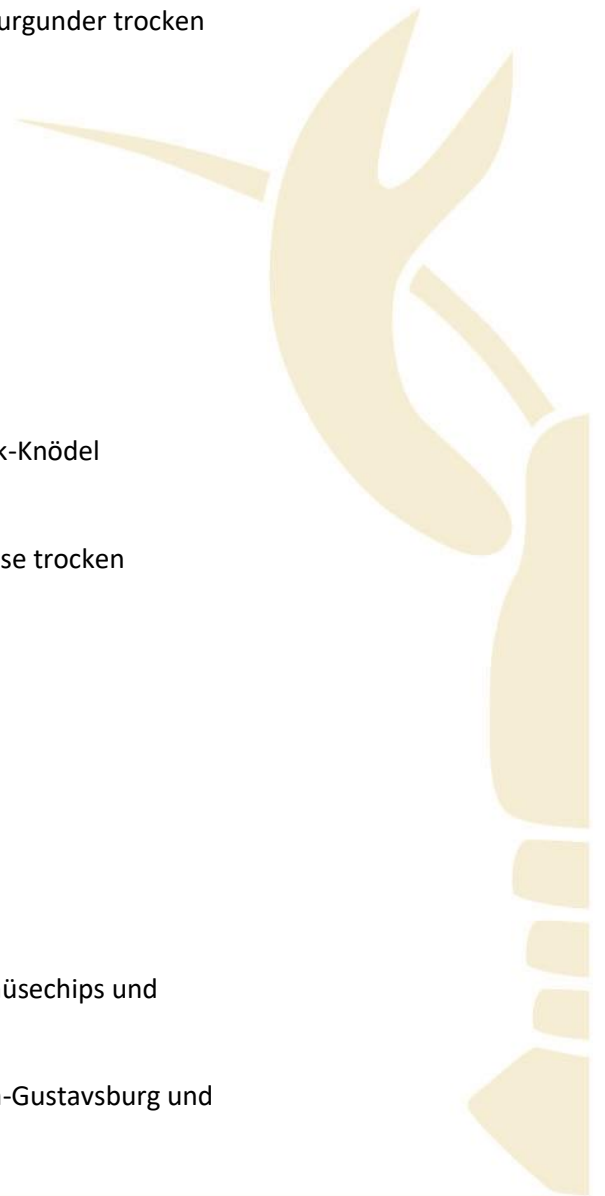 urgunder trocken
k-Knödel
se trocken
üsechips und
-Gustavsburg und